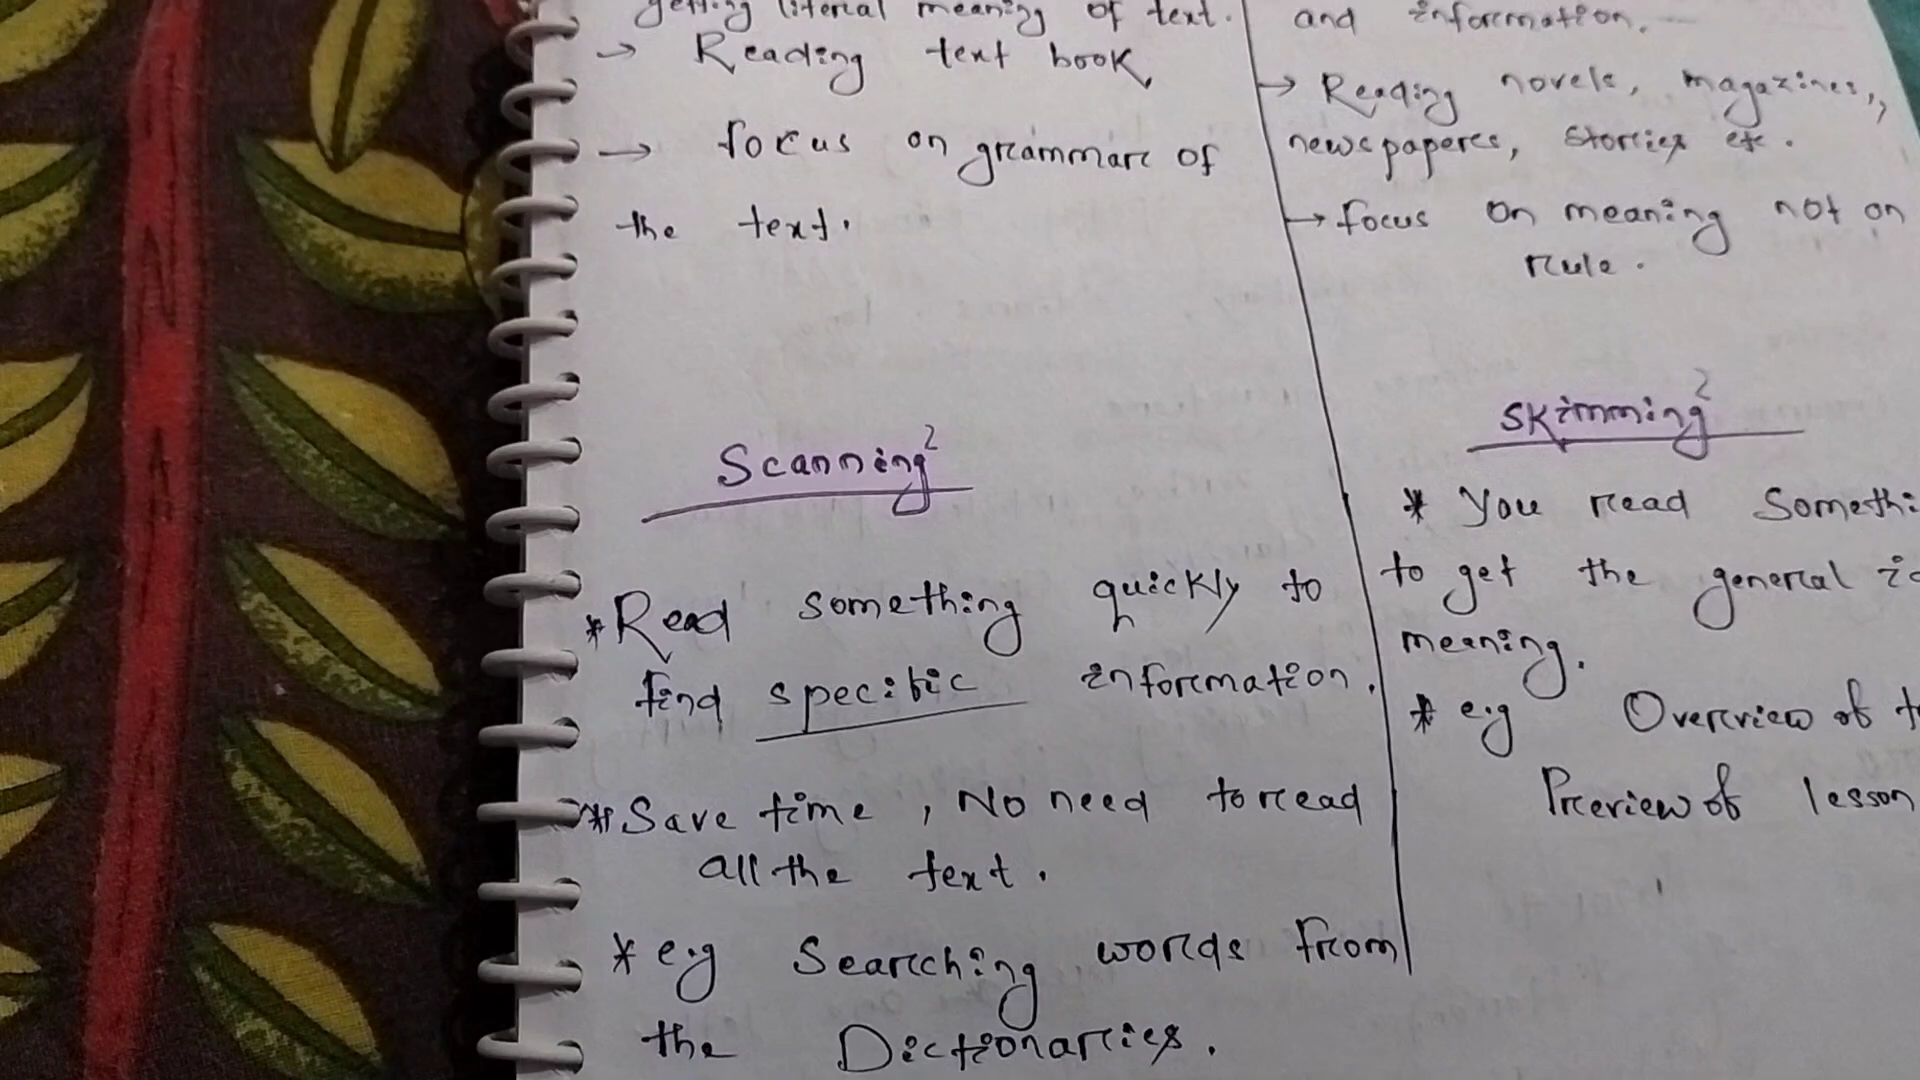 getting literal meaning of text.
→ Reading text book,
→ focus on grammar of
the text.
and information.
→ Reading novels, magazines,
newspapers, stories etc.
→ focus on meaning not on
rule.
Scanning
*Read something quickly to
find specific information.
* Save time, No need to read
all the text.
* e.g Searching words from
the Dictionaries.
Skimming
* You read Somethi
to get the general
meaning.
* e.g Overview of
Preview of lesson